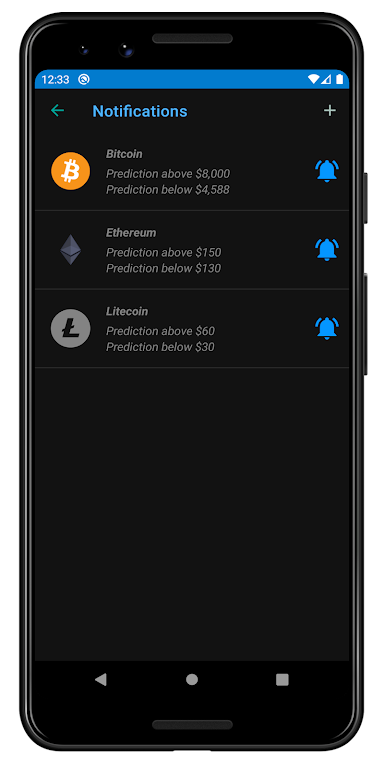 12:33
Notifications
Bitcoin
Prediction above $8,000
Prediction below $4,588
Ethereum
Prediction above $150
Prediction below $130
Litecoin
Prediction above $60
Prediction below $30